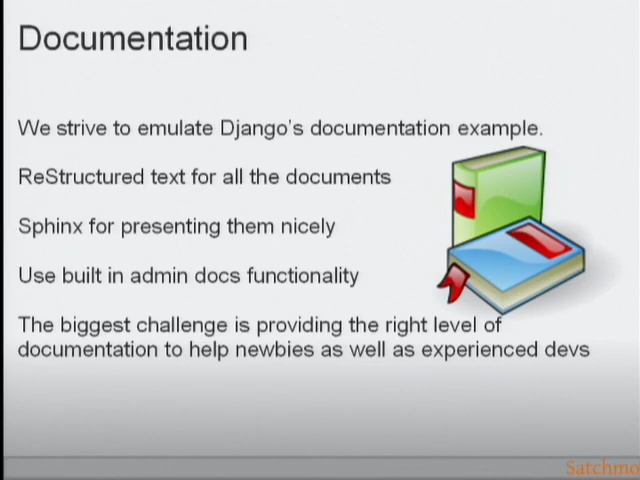 Documentation
We strive to emulate Django's documentation example.
ReStructured text for all the documents
Sphinx for presenting them nicely
Use built in admin docs functionality
The biggest challenge is providing the right level of
documentation to help newbies as well as experienced devs
Satchmo